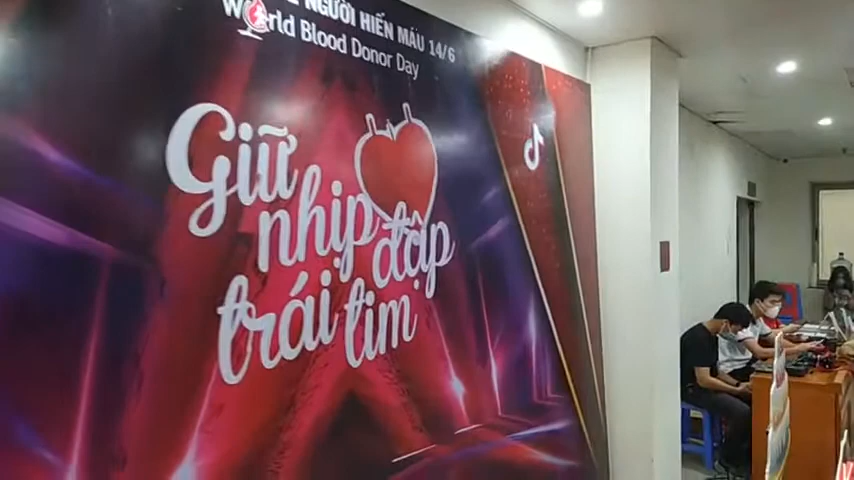 NGƯỜI HIẾN MÁU 14/6
World Blood Donor Day
Giữ
nhịp đập
trái tim